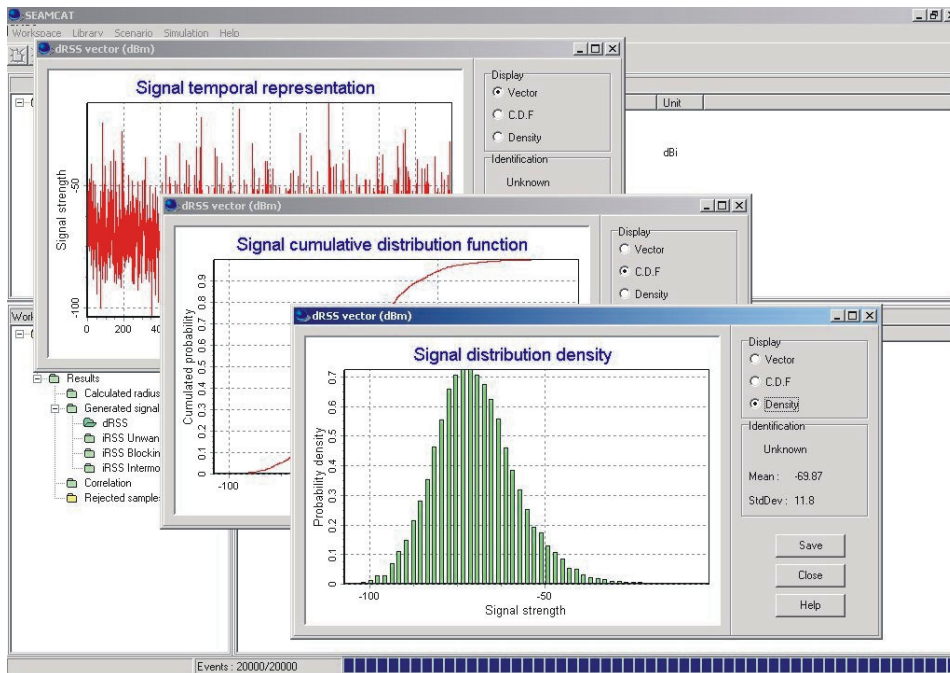 SEAMCAT
Workspace Library Scenario Simulation Help
dRSS vector (dBm)
Signal temporal representation
Signal strength
-50
-100
0 200
Display
Vector
C.D.F
Density
Identification
Unknown
Unit
dBi
dRSS vector (dBm)
Signal cumulative distribution function
Cumulated probability
0.9
0.8
0.7
0.6
0.5
0.4
0.3
0.2
0.1
0
-100
Display
Vector
C.D.F
Density
dRSS vector (dBm)
Signal distribution density
Probability density
0.7
0.6
0.5
0.4
0.3
0.2
0.1
0
-100 -50
Signal strength
Display
Vector
C.D.F
Density
Identification
Unknown
Mean : -69.87
StdDev : 11.8
Save
Close
Help
Results
Calculated radius
Generated signal
dRSS
iRSS Unwan
iRSS Blockin
iRSS Intermo
Correlation
Rejected samples
Events : 20000/20000